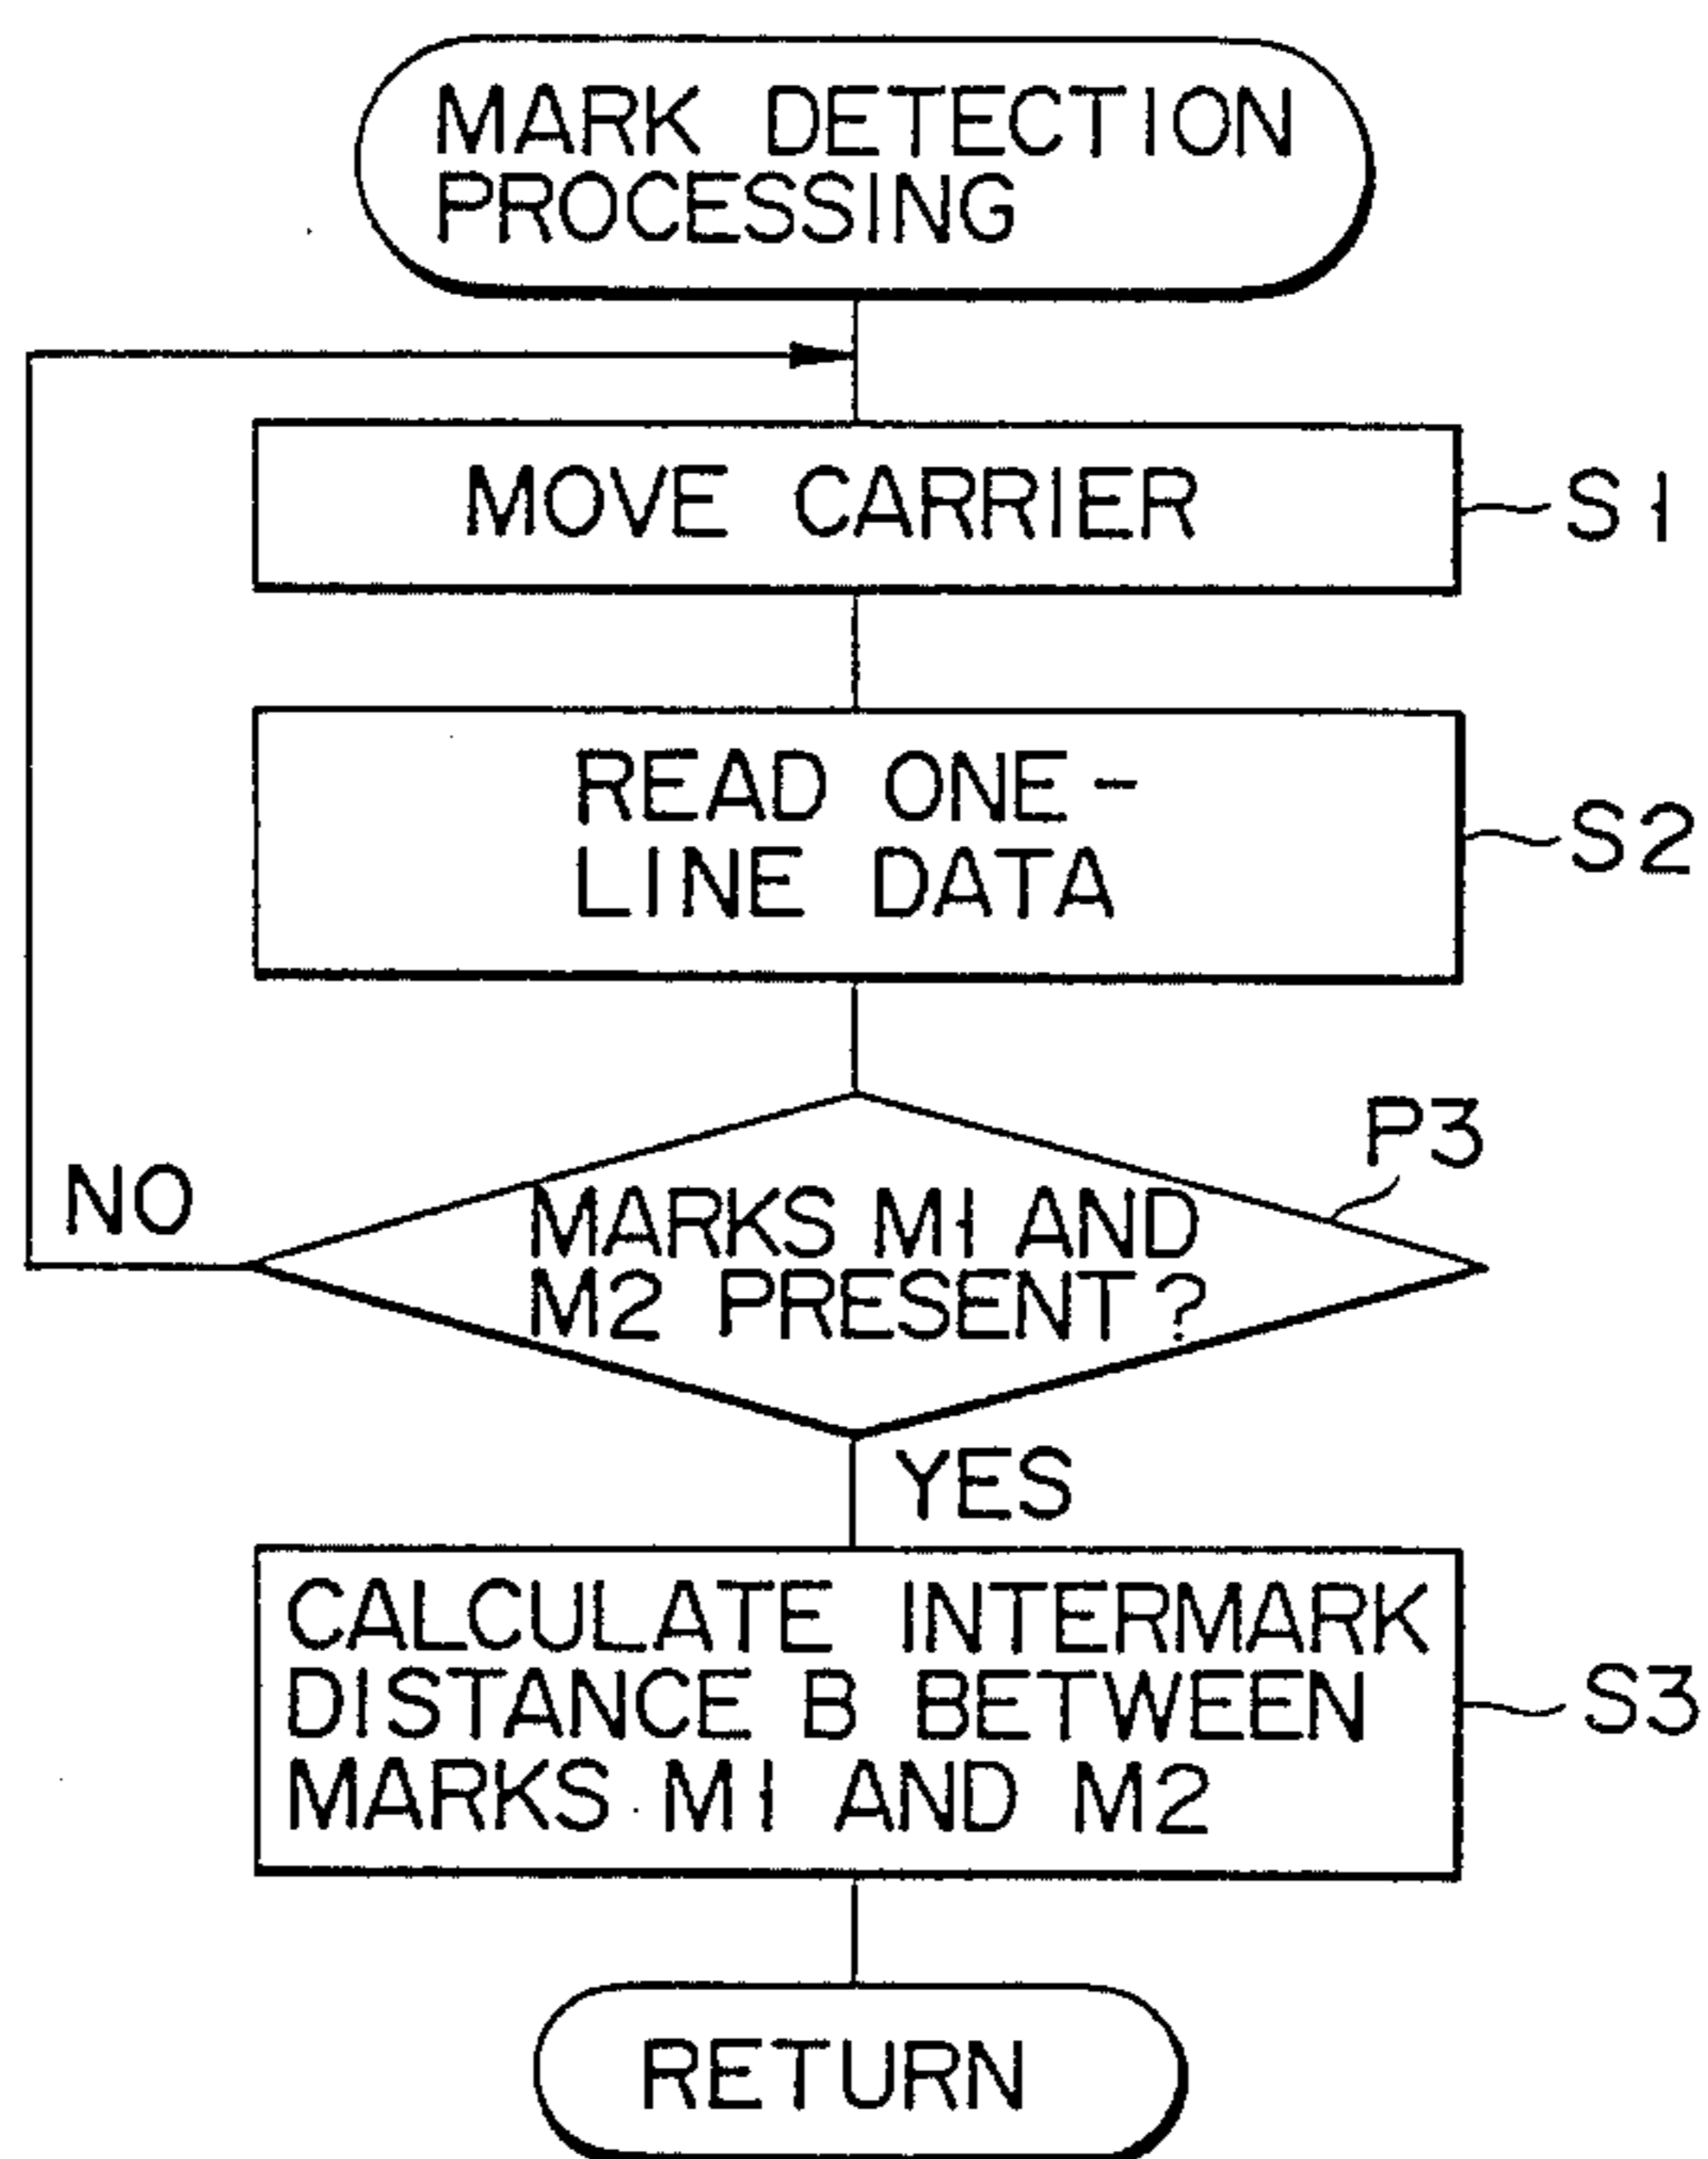 MARK DETECTION
PROCESSING
MOVE CARRIER
S1
READ ONE-
LINE DATA
S2
P3
NO
MARKS M1 AND
M2 PRESENT?
YES
CALCULATE INTERMARK
DISTANCE B BETWEEN
MARKS M1 AND M2
S3
RETURN